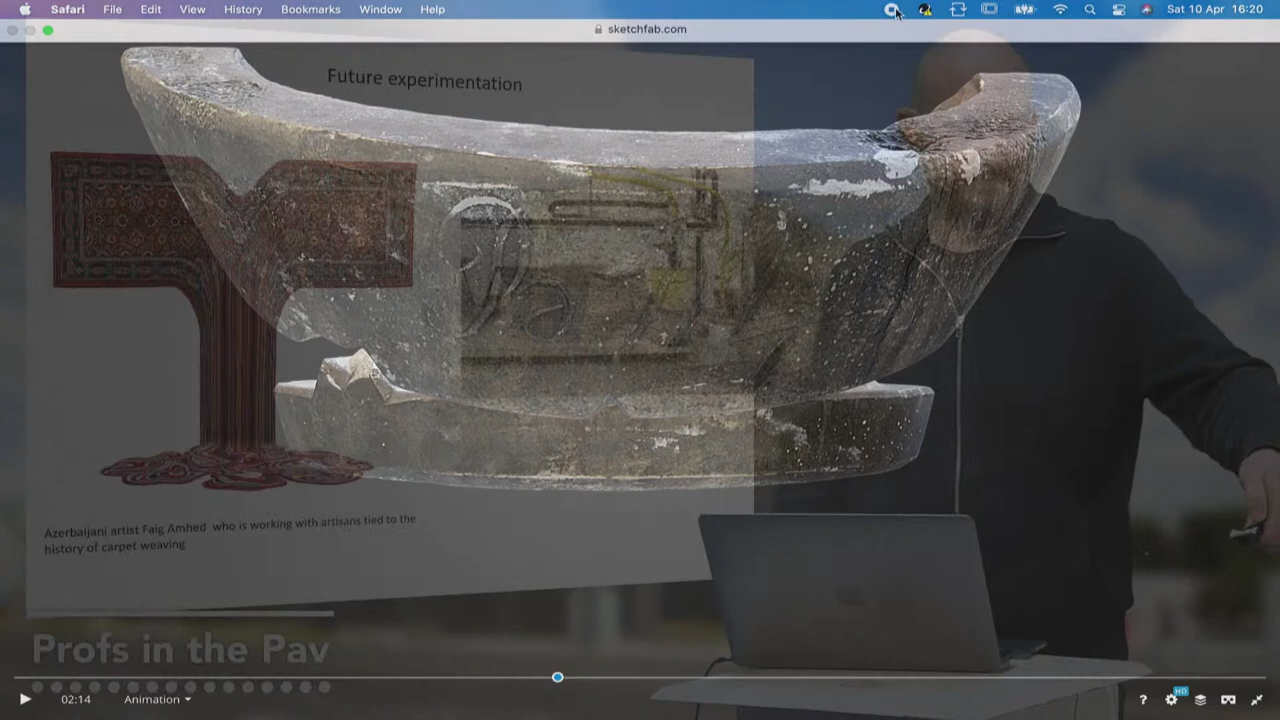 Safari File Edit View History Bookmarks Window Help Sat 10 Apr 16:20
sketchfab.com
Future experimentation
Azerbaijani artist Faig Amhed who is working with artisans tied to the
history of carpet weaving
Profs in the Pav
02:14 Animation ? HD